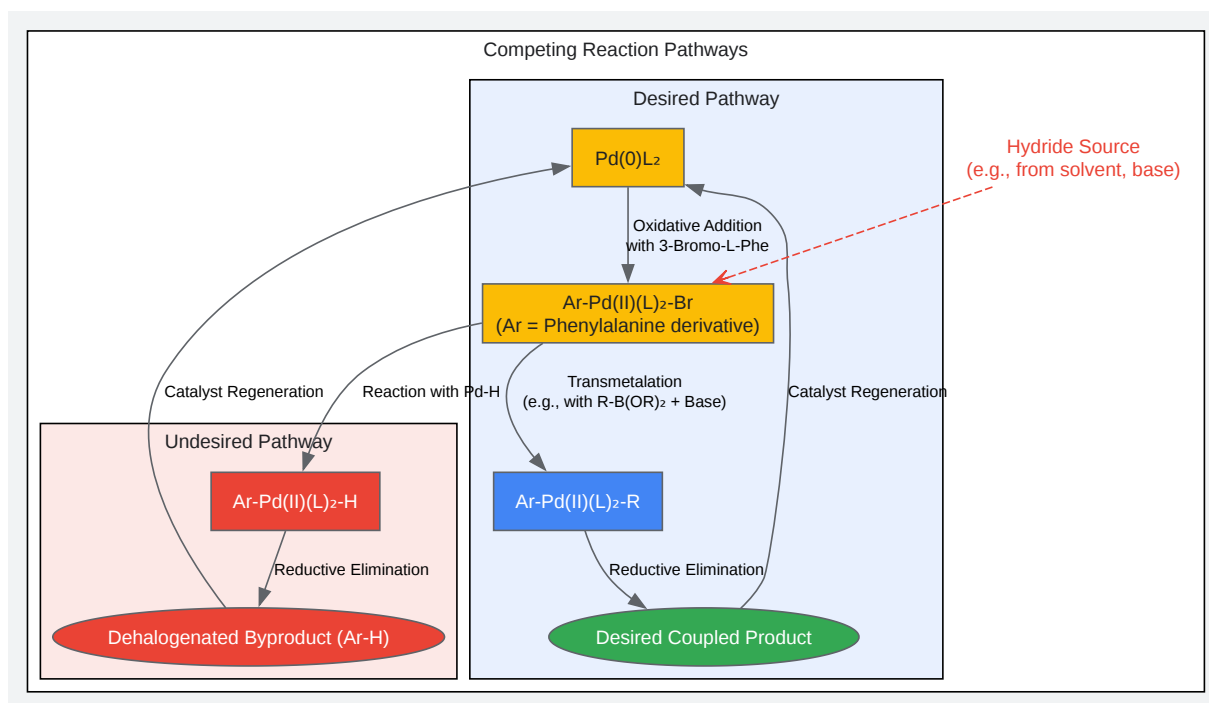 Competing Reaction Pathways
Desired Pathway
Pd(0)L₂
Hydride Source
(e.g., from solvent, base)
Oxidative Addition
with 3-Bromo-L-Phe
Ar-Pd(II)(L)₂-Br
(Ar = Phenylalanine derivative)
Catalyst Regeneration
Reaction with Pd-H
Transmetalation
(e.g., with R-B(OR)₂ + Base)
Catalyst Regeneration
Undesired Pathway
Ar-Pd(II)(L)₂-H
Ar-Pd(II)(L)₂-R
Reductive Elimination
Reductive Elimination
Dehalogenated Byproduct (Ar-H)
Desired Coupled Product